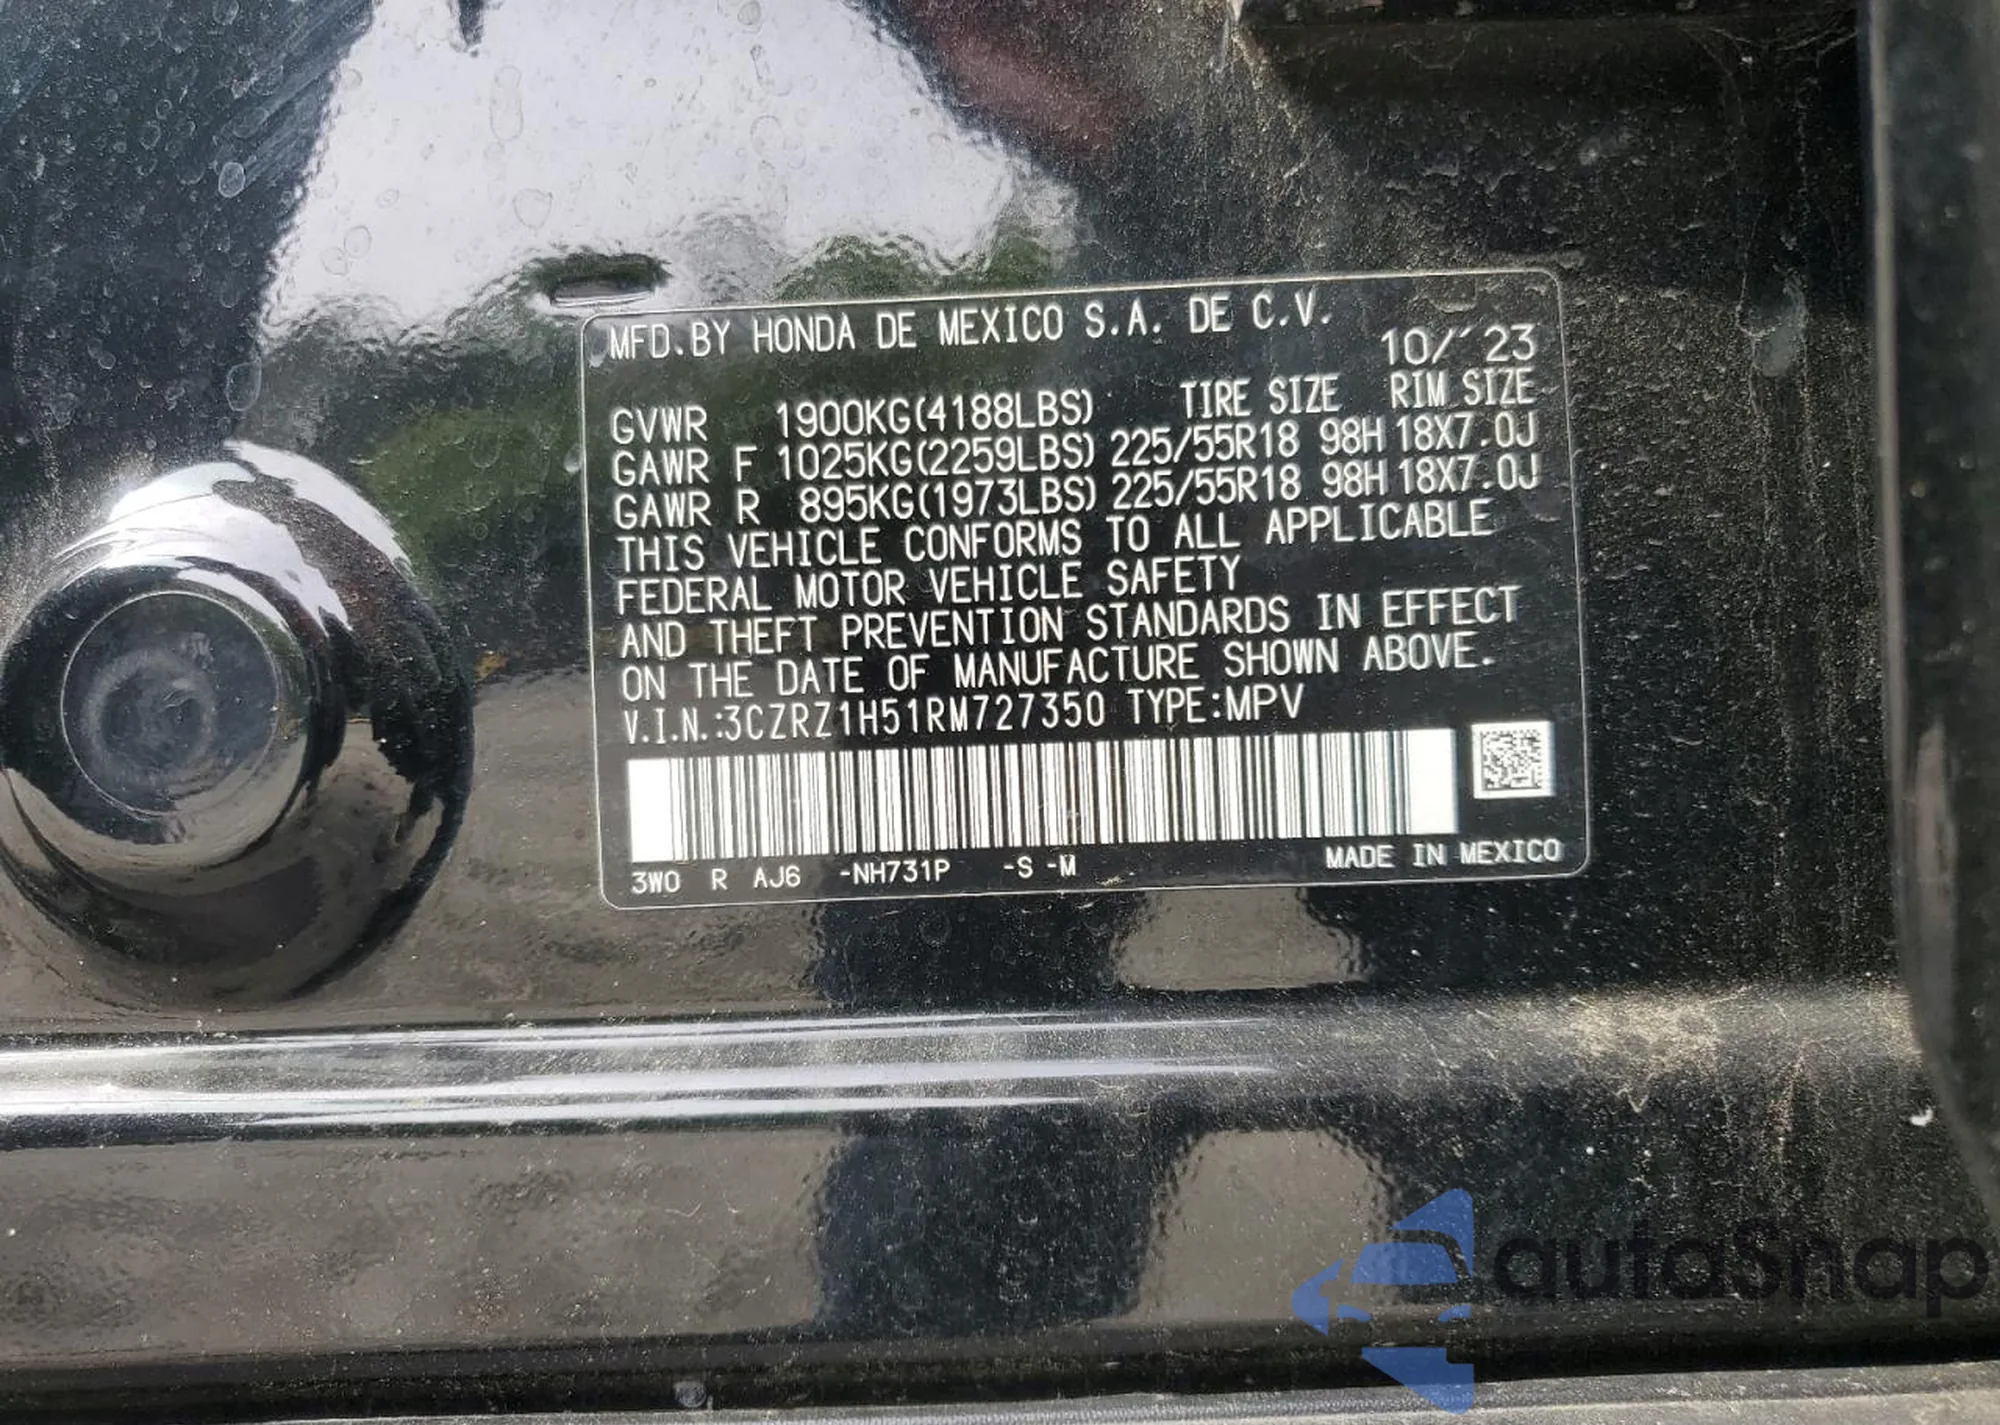 MFD.BY HONDA DE MEXICO S.A. DE C.V.
10/'23
GVWR 1900KG(4188LBS) TIRE SIZE RIM SIZE
GAWR F 1025KG(2259LBS) 225/55R18 98H 18X7.0J
GAWR R 895KG(1973LBS) 225/55R18 98H 18X7.0J
THIS VEHICLE CONFORMS TO ALL APPLICABLE
FEDERAL MOTOR VEHICLE SAFETY
AND THEFT PREVENTION STANDARDS IN EFFECT
ON THE DATE OF MANUFACTURE SHOWN ABOVE.
V.I.N.:3CZRZ1H51RM727350 TYPE:MPV
3W0 R AJ6 -NH731P -S -M MADE IN MEXICO
autoSnap